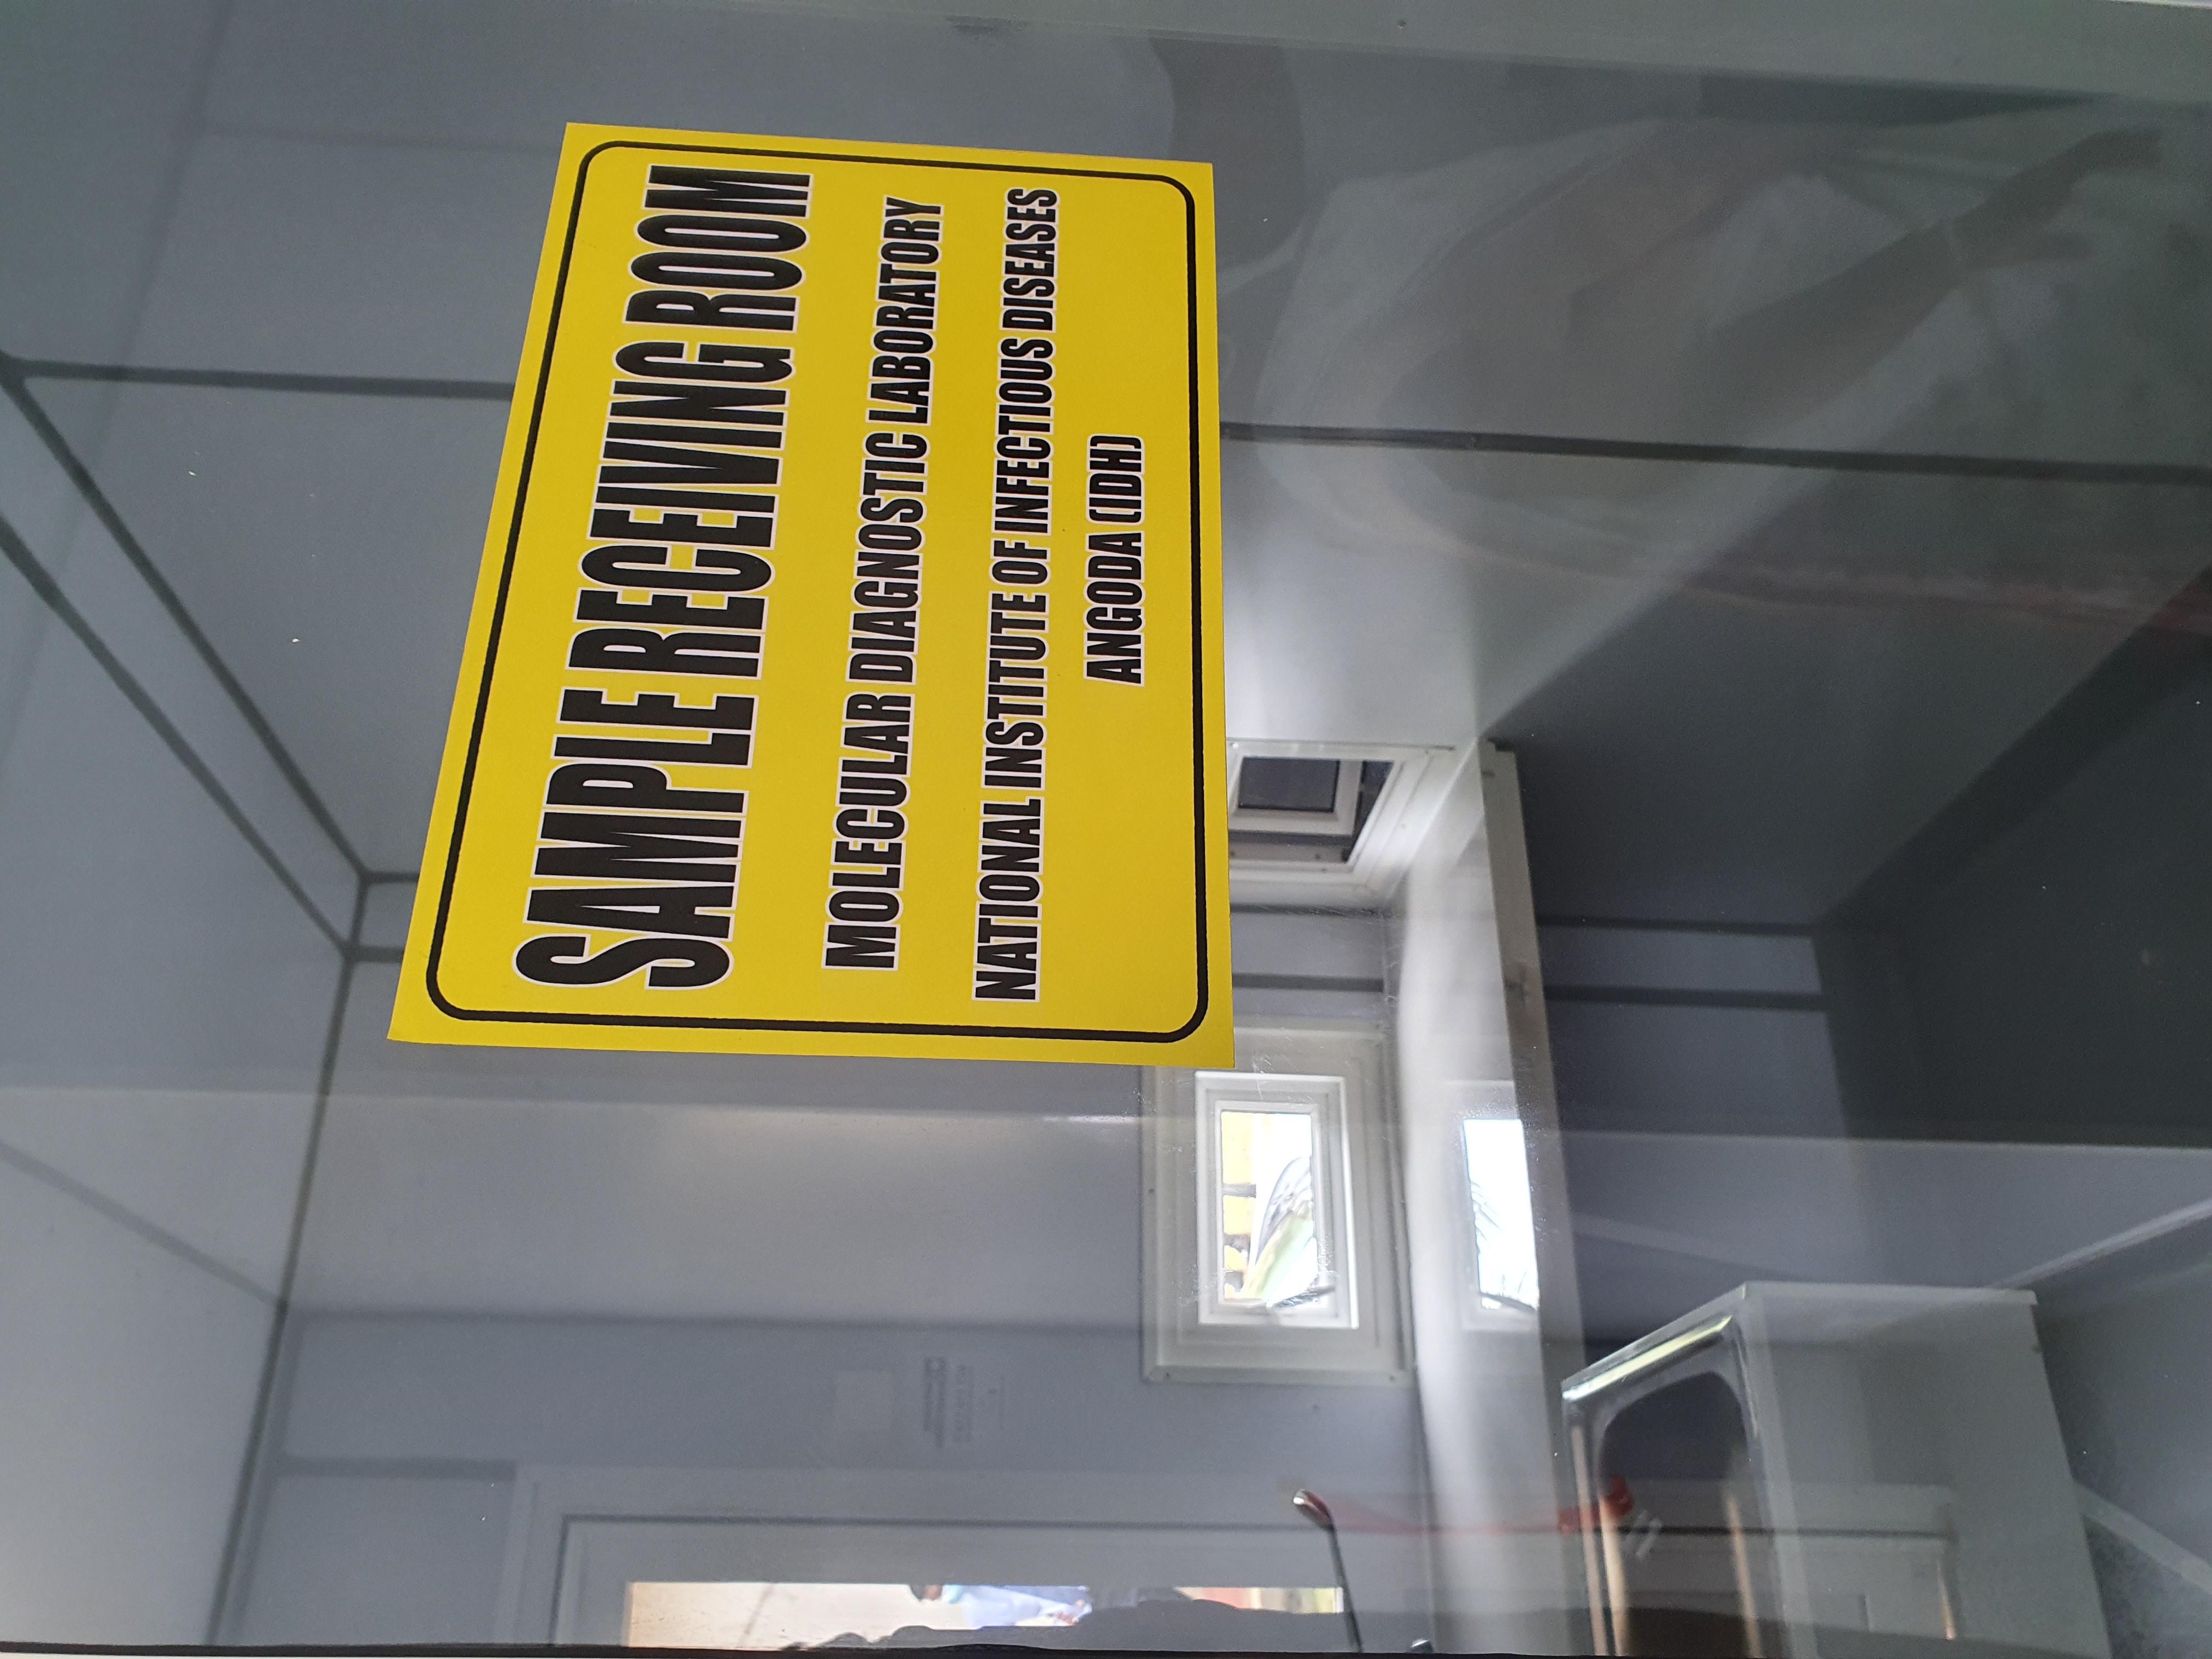 SAMPLE RECEIVING ROOM
MOLECULAR DIAGNOSTIC LABORATORY
NATIONAL INSTITUTE OF INFECTIOUS DISEASES
ANGODA (IDH)